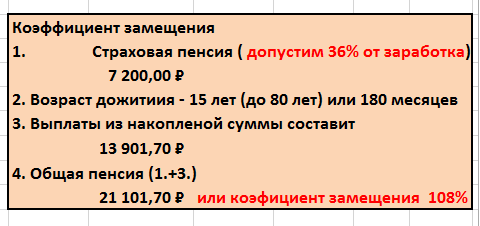 Коэффициент замещения
1. Страховая пенсия ( допустим 36% от заработка)
7 200,00 ₽
2. Возраст дожитиия - 15 лет (до 80 лет) или 180 месяцев
3. Выплаты из накопленой суммы составит
13 901,70 ₽
4. Общая пенсия (1.+3.)
21 101,70 ₽ или коэфициент замещения 108%